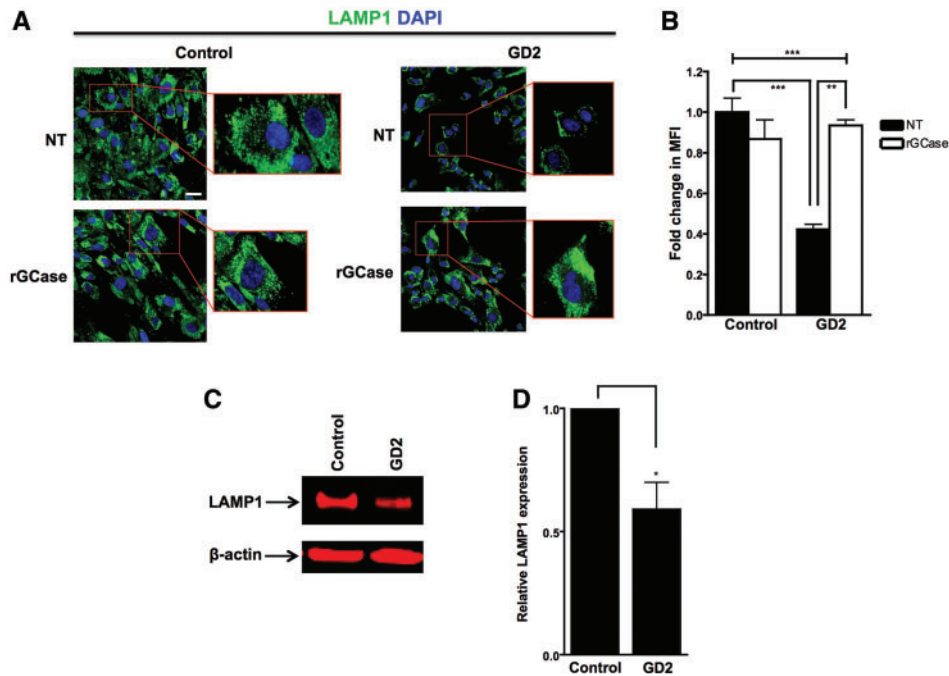 A
LAMP1 DAPI
Control
GD2
NT
rGCase
B
***
***
**
Fold change in MFI
1.2
1.0
0.8
0.6
0.4
0.2
0.0
Control
GD2
NT
rGCase
C
Control
GD2
LAMP1
β-actin
D
Relative LAMP1 expression
1.0
0.5
0.0
*
Control
GD2